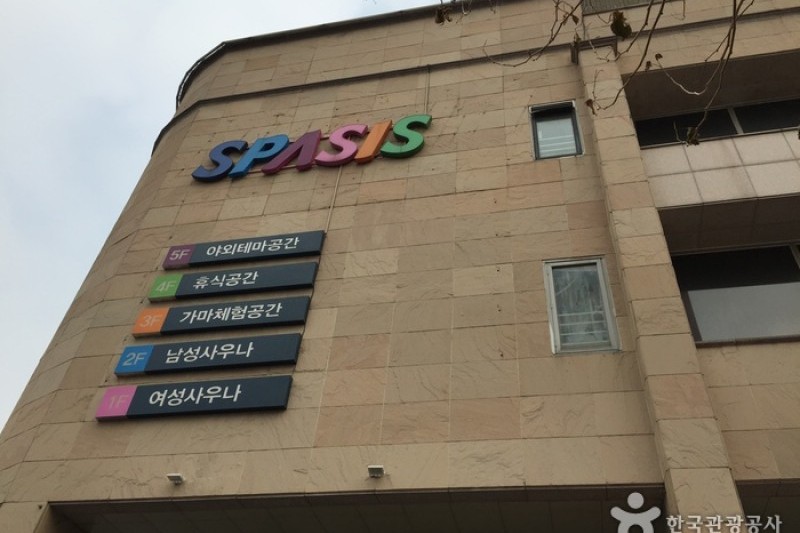 SPASIS
5F 야외테마공간
4F 휴식공간
3F 가마체험공간
2F 남성사우나
1F 여성사우나
한국관광공사